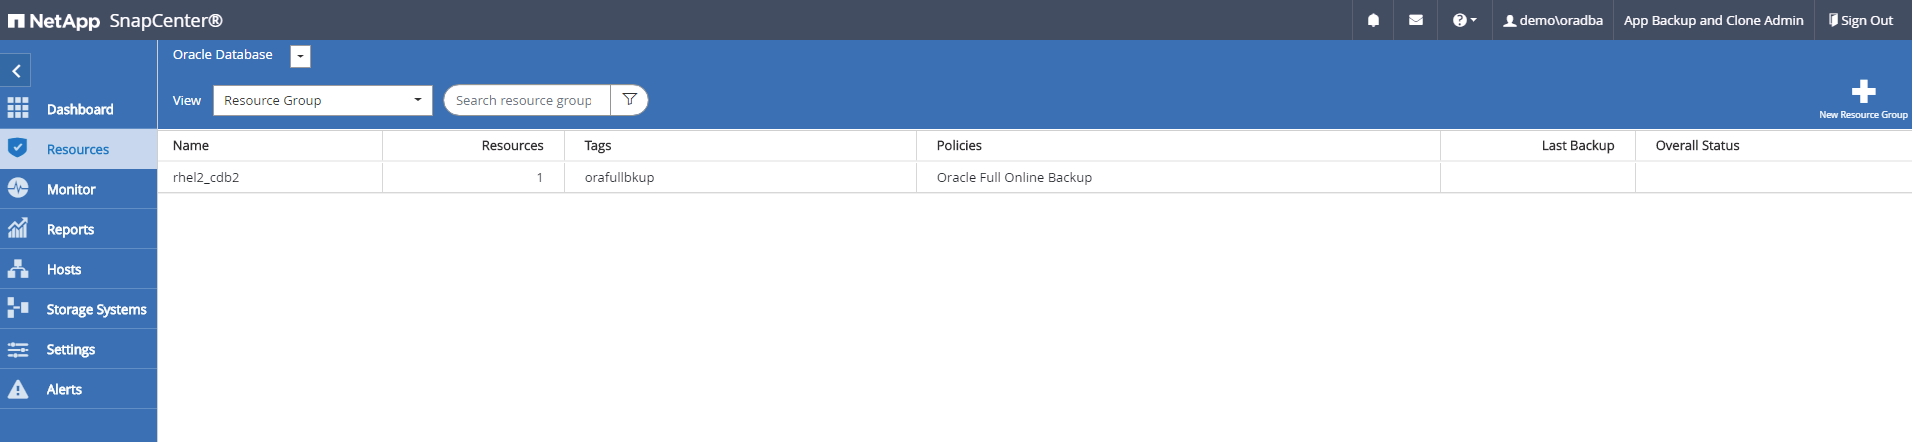 NetApp SnapCenter®
demo\oradba App Backup and Clone Admin Sign Out
Oracle Database
View Resource Group Search resource group
New Resource Group
Dashboard
Resources
Monitor
Reports
Hosts
Storage Systems
Settings
Alerts
Name Resources Tags Policies Last Backup Overall Status
rhel2_cdb2 1 orafullbkup Oracle Full Online Backup